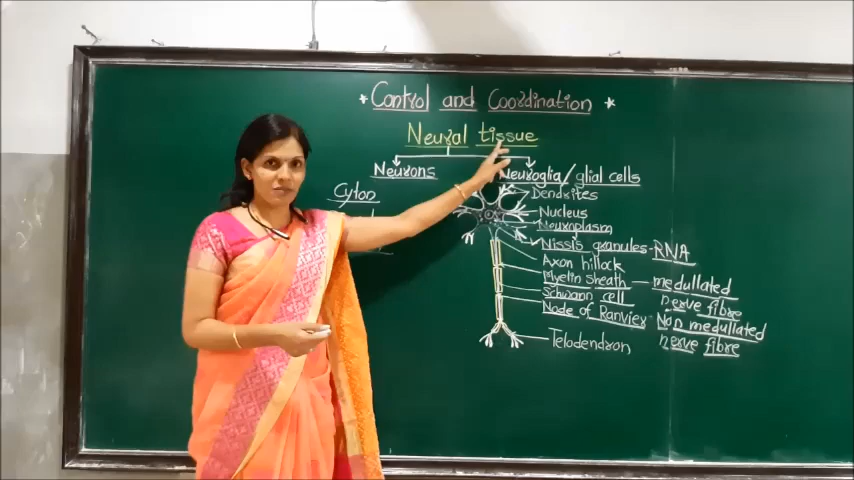 * Control and Coordination *
Neural tissue
Neurons
Neuroglia/glial cells
Cyton
Dendrites
Nucleus
Neuroplasm
Nissls granules-RNA
Axon hillock
Myelin Sheath — medullated nerve fibre
Schwann cell
Node of Ranvier - Non medullated nerve fibre
Telodendron